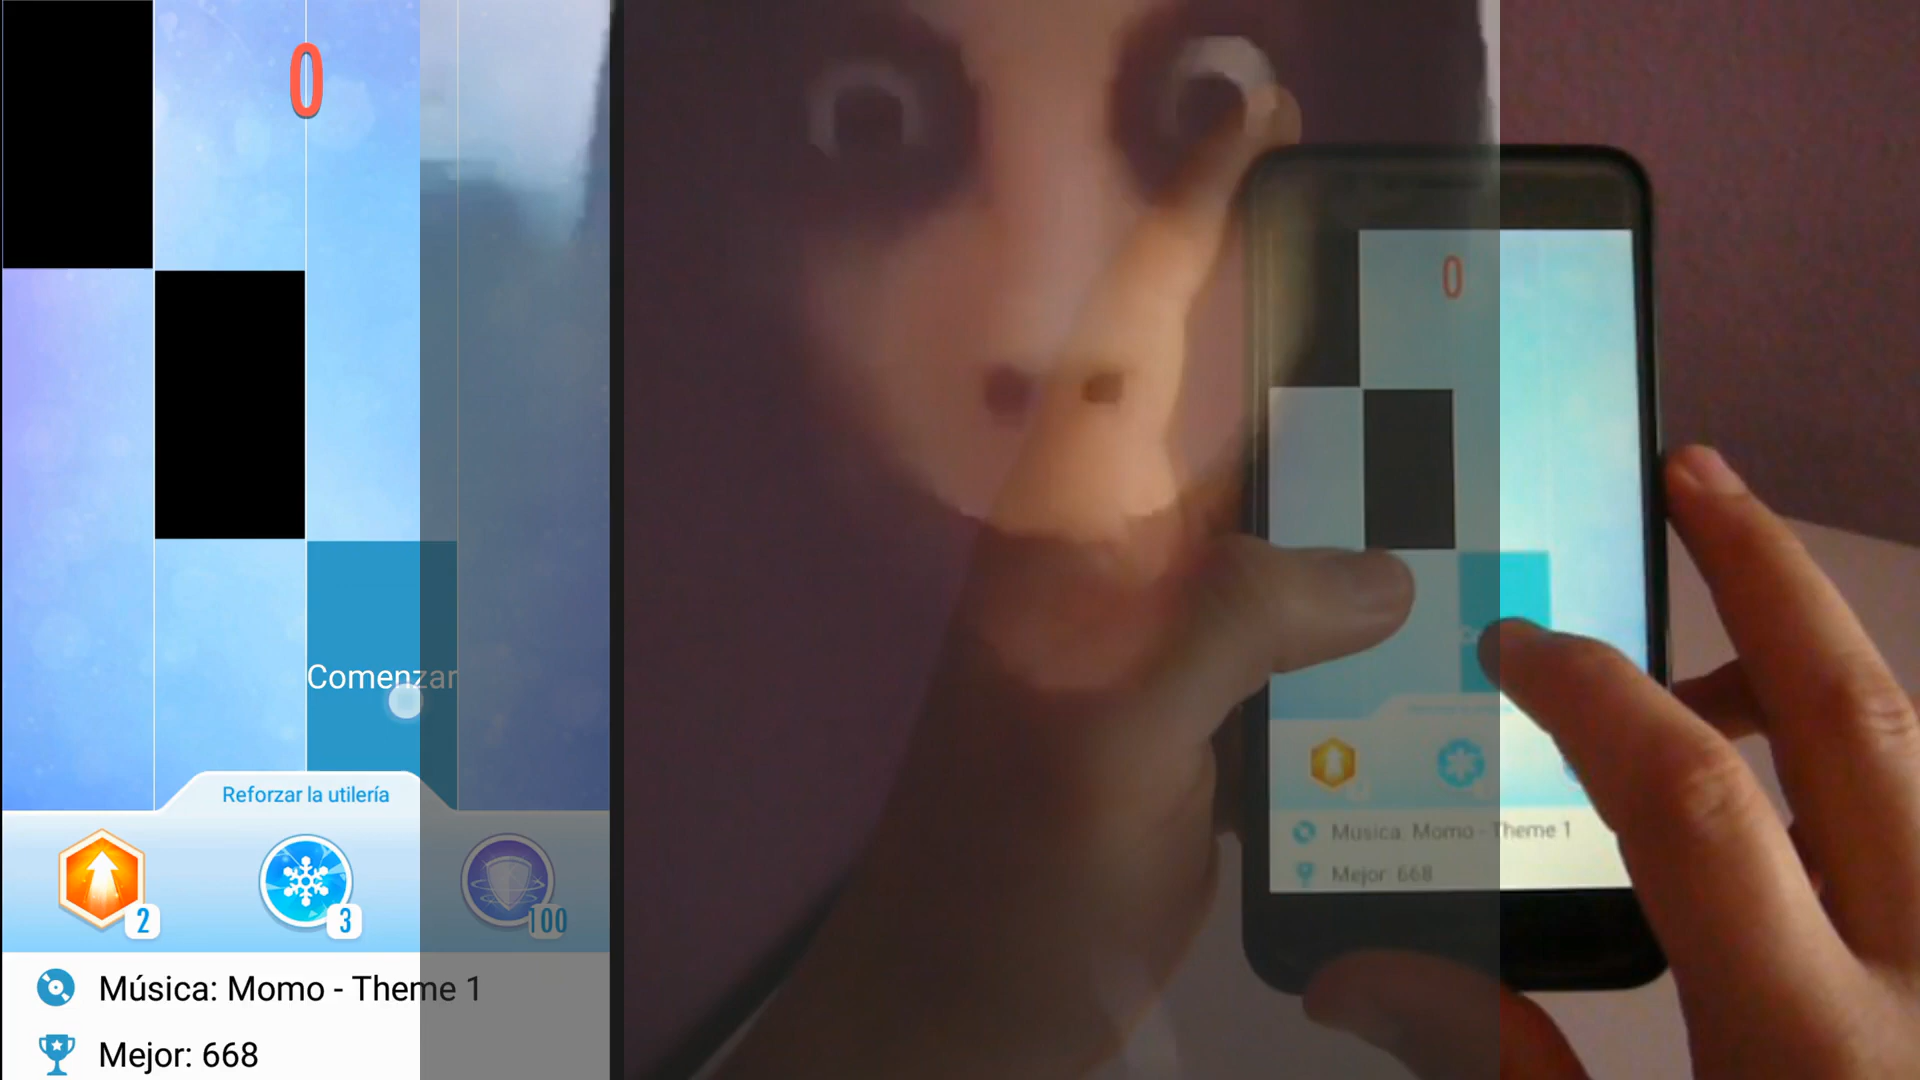 0
Comenzar
Reforzar la utilería
2
3
100
Música: Momo - Theme 1
Mejor: 668
0
Musica: Momo - Theme 1
Mejor: 668